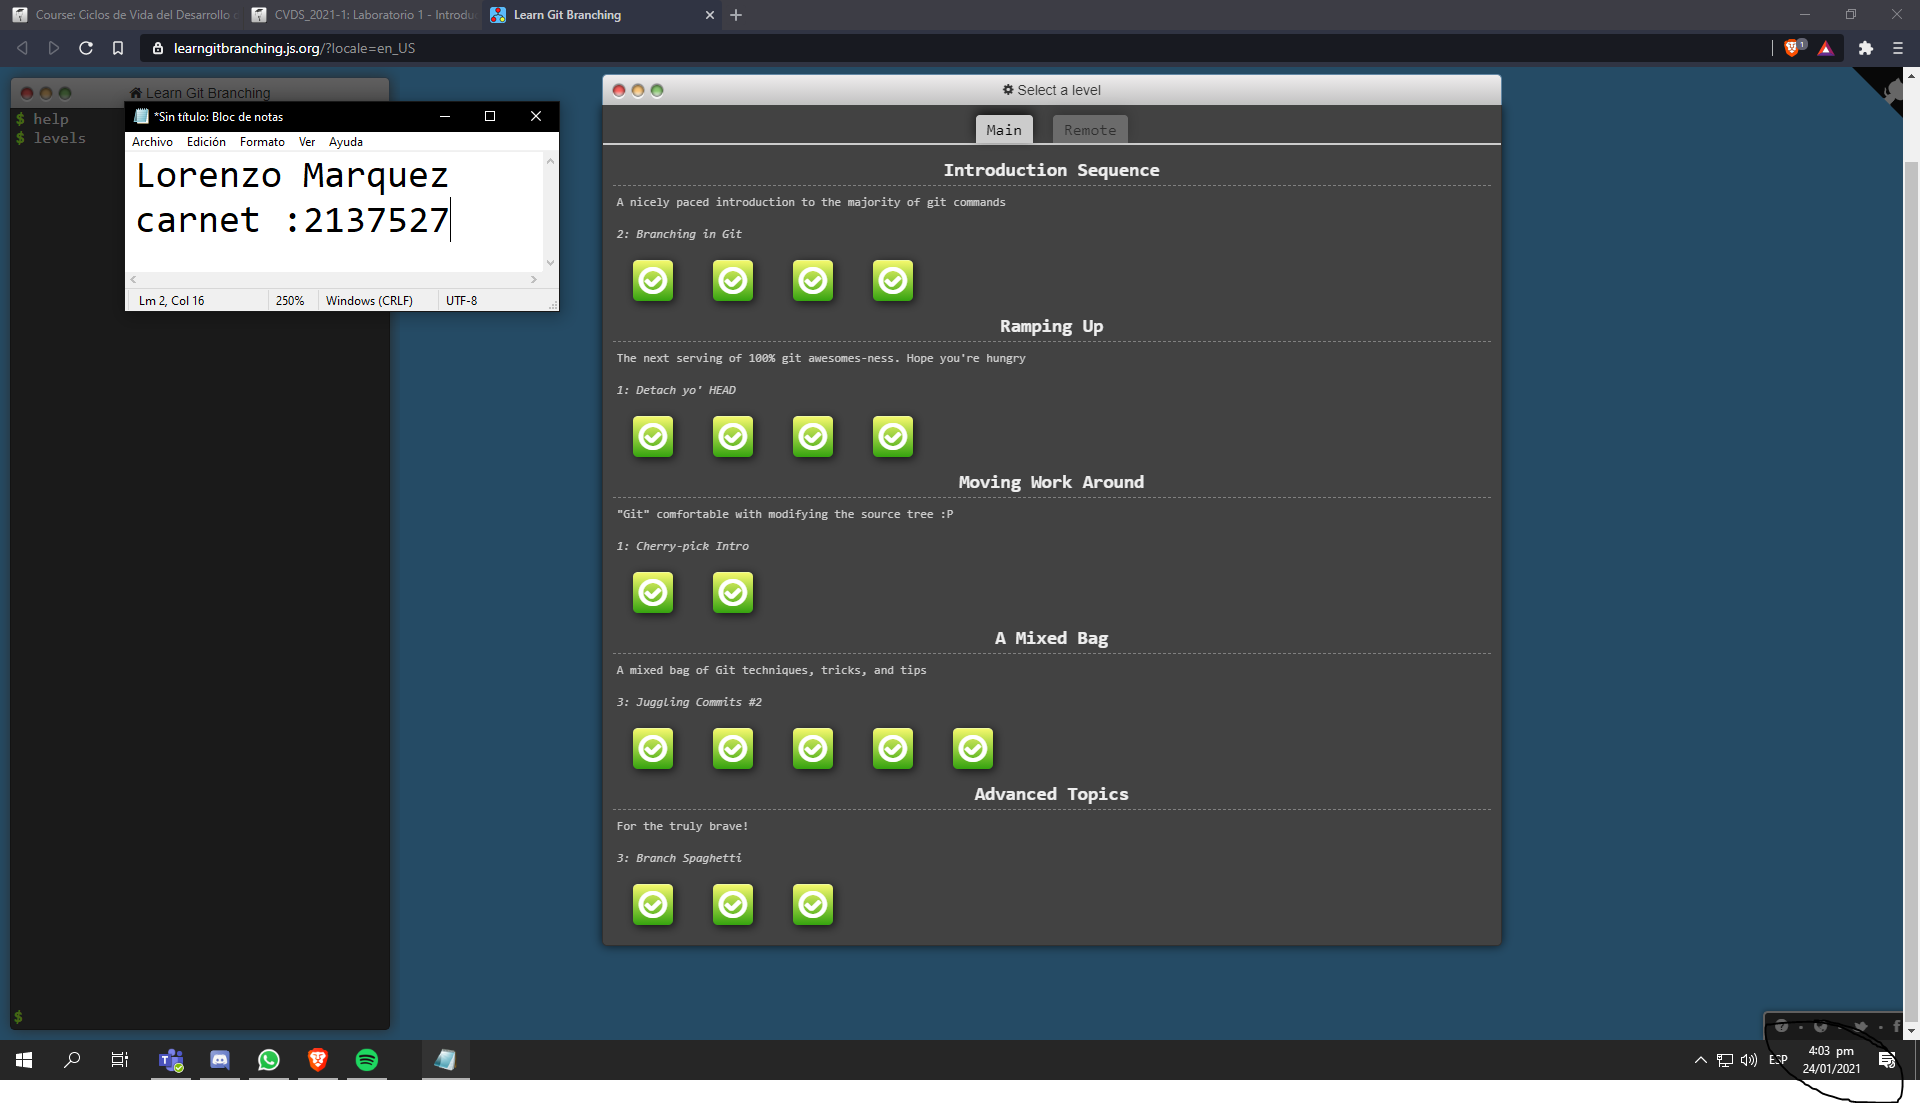 Course: Ciclos de Vida del Desarrollo
CVDS_2021-1: Laboratorio 1 - Introdu
Learn Git Branching
learngitbranching.js.org/?locale=en_US
1
Learn Git Branching
$ help
$ levels
*Sin título: Bloc de notas
Archivo Edición Formato Ver Ayuda
Lorenzo Marquez
carnet :2137527
Lm 2, Col 16 250% Windows (CRLF) UTF-8
Select a level
Main Remote
Introduction Sequence
A nicely paced introduction to the majority of git commands
2: Branching in Git
Ramping Up
The next serving of 100% git awesomes-ness. Hope you're hungry
1: Detach yo' HEAD
Moving Work Around
"Git" comfortable with modifying the source tree :P
1: Cherry-pick Intro
A Mixed Bag
A mixed bag of Git techniques, tricks, and tips
3: Juggling Commits #2
Advanced Topics
For the truly brave!
3: Branch Spaghetti
$
ESP
4:03 pm
24/01/2021